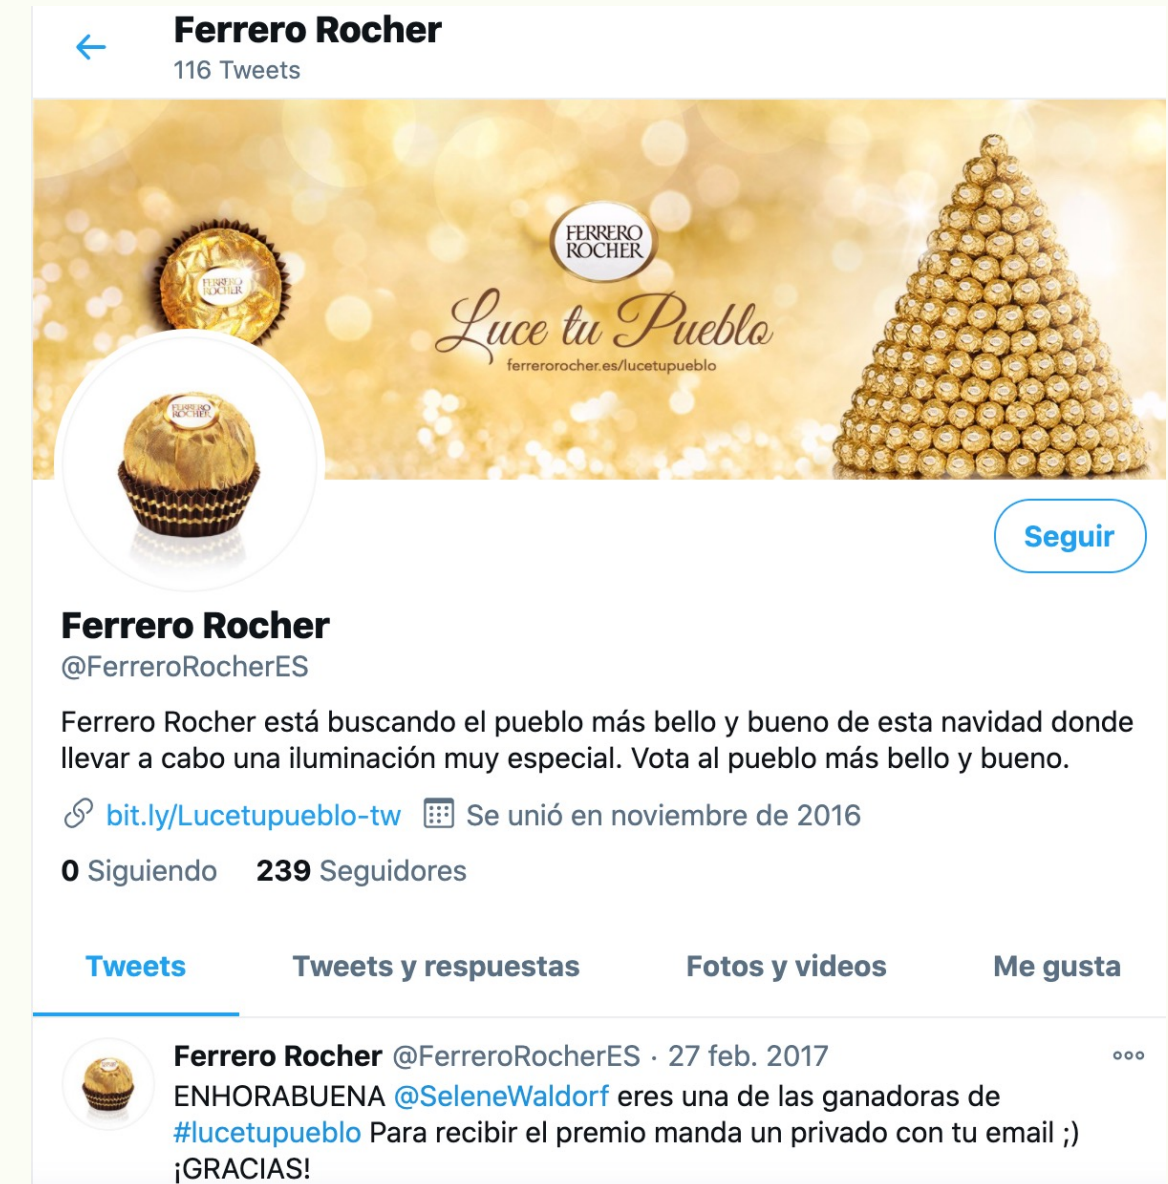 Ferrero Rocher
116 Tweets
FERRERO
ROCHER
FERRERO
ROCHER
Luce tu Pueblo
ferrerorocher.es/lucetupueblo
FERRERO
ROCHER
Seguir
Ferrero Rocher
@FerreroRocherES
Ferrero Rocher está buscando el pueblo más bello y bueno de esta navidad donde
llevar a cabo una iluminación muy especial. Vota al pueblo más bello y bueno.
bit.ly/Lucetupueblo-tw Se unió en noviembre de 2016
0 Siguiendo 239 Seguidores
Tweets Tweets y respuestas Fotos y videos Me gusta
Ferrero Rocher @FerreroRocherES · 27 feb. 2017
ENHORABUENA @SeleneWaldorf eres una de las ganadoras de
#lucetupueblo Para recibir el premio manda un privado con tu email ;)
¡GRACIAS!